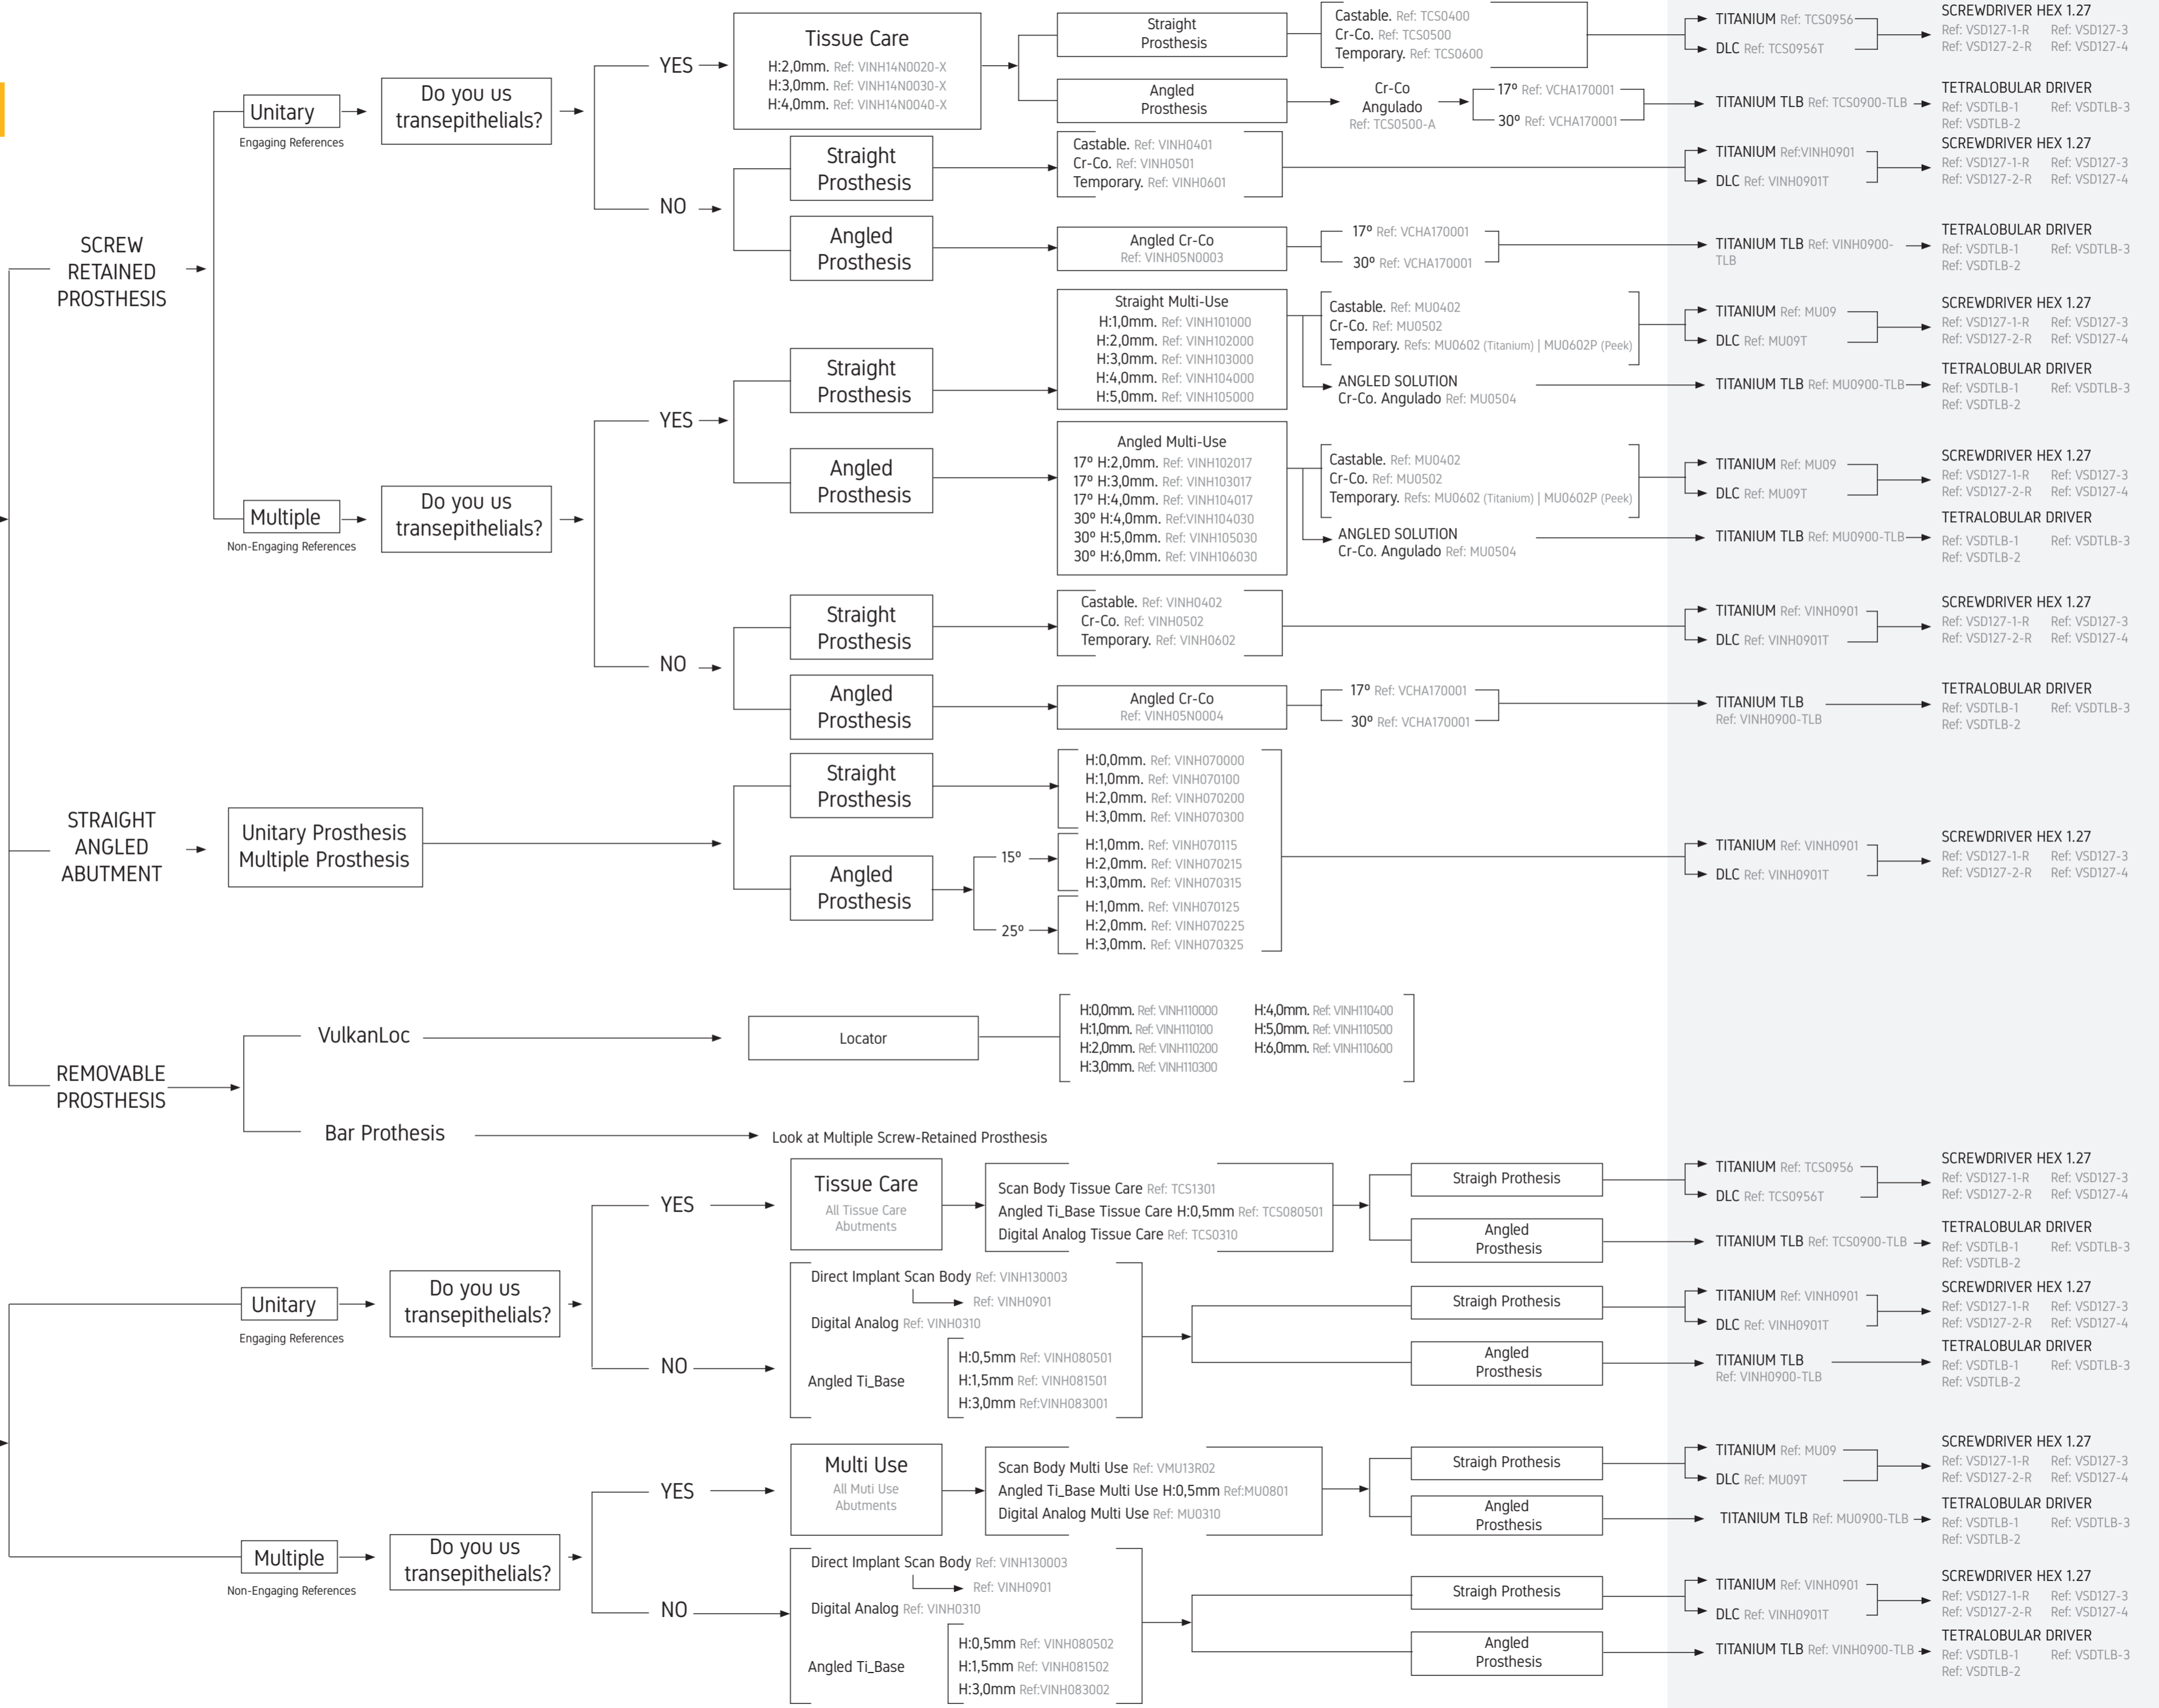 SCREW
RETAINED
PROSTHESIS
Unitary
Engaging References
Do you us
transepithelials?
YES
Tissue Care
H:2,0mm. Ref: VINH14N0020-X
H:3,0mm. Ref: VINH14N0030-X
H:4,0mm. Ref: VINH14N0040-X
Straight
Prosthesis
Castable. Ref: TCS0400
Cr-Co. Ref: TCS0500
Temporary. Ref: TCS0600
TITANIUM Ref: TCS0956
DLC Ref: TCS0956T
SCREWDRIVER HEX 1.27
Ref: VSD127-1-R Ref: VSD127-3
Ref: VSD127-2-R Ref: VSD127-4
Angled
Prosthesis
Cr-Co
Angulado
Ref: TCS0500-A
17º Ref: VCHA170001
30º Ref: VCHA170001
TITANIUM TLB Ref: TCS0900-TLB
TETRALOBULAR DRIVER
Ref: VSDTLB-1 Ref: VSDTLB-3
Ref: VSDTLB-2
NO
Straight
Prosthesis
Castable. Ref: VINH0401
Cr-Co. Ref: VINH0501
Temporary. Ref: VINH0601
TITANIUM Ref:VINH0901
DLC Ref: VINH0901T
SCREWDRIVER HEX 1.27
Ref: VSD127-1-R Ref: VSD127-3
Ref: VSD127-2-R Ref: VSD127-4
Angled
Prosthesis
Angled Cr-Co
Ref: VINH05N0003
17º Ref: VCHA170001
30º Ref: VCHA170001
TITANIUM TLB Ref: VINH0900-
TLB
TETRALOBULAR DRIVER
Ref: VSDTLB-1 Ref: VSDTLB-3
Ref: VSDTLB-2
Multiple
Non-Engaging References
Do you us
transepithelials?
YES
Straight
Prosthesis
Straight Multi-Use
H:1,0mm. Ref: VINH101000
H:2,0mm. Ref: VINH102000
H:3,0mm. Ref: VINH103000
H:4,0mm. Ref: VINH104000
H:5,0mm. Ref: VINH105000
Castable. Ref: MU0402
Cr-Co. Ref: MU0502
Temporary. Refs: MU0602 (Titanium) | MU0602P (Peek)
TITANIUM Ref: MU09
DLC Ref: MU09T
SCREWDRIVER HEX 1.27
Ref: VSD127-1-R Ref: VSD127-3
Ref: VSD127-2-R Ref: VSD127-4
ANGLED SOLUTION
Cr-Co. Angulado Ref: MU0504
TITANIUM TLB Ref: MU0900-TLB
TETRALOBULAR DRIVER
Ref: VSDTLB-1 Ref: VSDTLB-3
Ref: VSDTLB-2
Angled
Prosthesis
Angled Multi-Use
17º H:2,0mm. Ref: VINH102017
17º H:3,0mm. Ref: VINH103017
17º H:4,0mm. Ref: VINH104017
30º H:4,0mm. Ref:VINH104030
30º H:5,0mm. Ref: VINH105030
30º H:6,0mm. Ref: VINH106030
Castable. Ref: MU0402
Cr-Co. Ref: MU0502
Temporary. Refs: MU0602 (Titanium) | MU0602P (Peek)
TITANIUM Ref: MU09
DLC Ref: MU09T
SCREWDRIVER HEX 1.27
Ref: VSD127-1-R Ref: VSD127-3
Ref: VSD127-2-R Ref: VSD127-4
ANGLED SOLUTION
Cr-Co. Angulado Ref: MU0504
TITANIUM TLB Ref: MU0900-TLB
TETRALOBULAR DRIVER
Ref: VSDTLB-1 Ref: VSDTLB-3
Ref: VSDTLB-2
NO
Straight
Prosthesis
Castable. Ref: VINH0402
Cr-Co. Ref: VINH0502
Temporary. Ref: VINH0602
TITANIUM Ref: VINH0901
DLC Ref: VINH0901T
SCREWDRIVER HEX 1.27
Ref: VSD127-1-R Ref: VSD127-3
Ref: VSD127-2-R Ref: VSD127-4
Angled
Prosthesis
Angled Cr-Co
Ref: VINH05N0004
17º Ref: VCHA170001
30º Ref: VCHA170001
TITANIUM TLB
Ref: VINH0900-TLB
TETRALOBULAR DRIVER
Ref: VSDTLB-1 Ref: VSDTLB-3
Ref: VSDTLB-2
STRAIGHT
ANGLED
ABUTMENT
Unitary Prosthesis
Multiple Prosthesis
Straight
Prosthesis
H:0,0mm. Ref: VINH070000
H:1,0mm. Ref: VINH070100
H:2,0mm. Ref: VINH070200
H:3,0mm. Ref: VINH070300
Angled
Prosthesis
15º
H:1,0mm. Ref: VINH070115
H:2,0mm. Ref: VINH070215
H:3,0mm. Ref: VINH070315
25º
H:1,0mm. Ref: VINH070125
H:2,0mm. Ref: VINH070225
H:3,0mm. Ref: VINH070325
TITANIUM Ref: VINH0901
DLC Ref: VINH0901T
SCREWDRIVER HEX 1.27
Ref: VSD127-1-R Ref: VSD127-3
Ref: VSD127-2-R Ref: VSD127-4
REMOVABLE
PROSTHESIS
VulkanLoc
Locator
H:0,0mm. Ref: VINH110000 H:4,0mm. Ref: VINH110400
H:1,0mm. Ref: VINH110100 H:5,0mm. Ref: VINH110500
H:2,0mm. Ref: VINH110200 H:6,0mm. Ref: VINH110600
H:3,0mm. Ref: VINH110300
Bar Prothesis
Look at Multiple Screw-Retained Prosthesis
Unitary
Engaging References
Do you us
transepithelials?
YES
Tissue Care
All Tissue Care
Abutments
Scan Body Tissue Care Ref: TCS1301
Angled Ti_Base Tissue Care H:0,5mm Ref: TCS080501
Digital Analog Tissue Care Ref: TCS0310
Straigh Prothesis
TITANIUM Ref: TCS0956
DLC Ref: TCS0956T
SCREWDRIVER HEX 1.27
Ref: VSD127-1-R Ref: VSD127-3
Ref: VSD127-2-R Ref: VSD127-4
Angled
Prosthesis
TITANIUM TLB Ref: TCS0900-TLB
TETRALOBULAR DRIVER
Ref: VSDTLB-1 Ref: VSDTLB-3
Ref: VSDTLB-2
NO
Direct Implant Scan Body Ref: VINH130003
Ref: VINH0901
Digital Analog Ref: VINH0310
Angled Ti_Base
H:0,5mm Ref: VINH080501
H:1,5mm Ref: VINH081501
H:3,0mm Ref:VINH083001
Straigh Prothesis
TITANIUM Ref: VINH0901
DLC Ref: VINH0901T
SCREWDRIVER HEX 1.27
Ref: VSD127-1-R Ref: VSD127-3
Ref: VSD127-2-R Ref: VSD127-4
Angled
Prosthesis
TITANIUM TLB
Ref: VINH0900-TLB
TETRALOBULAR DRIVER
Ref: VSDTLB-1 Ref: VSDTLB-3
Ref: VSDTLB-2
Multiple
Non-Engaging References
Do you us
transepithelials?
YES
Multi Use
All Muti Use
Abutments
Scan Body Multi Use Ref: VMU13R02
Angled Ti_Base Multi Use H:0,5mm Ref:MU0801
Digital Analog Multi Use Ref: MU0310
Straigh Prothesis
TITANIUM Ref: MU09
DLC Ref: MU09T
SCREWDRIVER HEX 1.27
Ref: VSD127-1-R Ref: VSD127-3
Ref: VSD127-2-R Ref: VSD127-4
Angled
Prosthesis
TITANIUM TLB Ref: MU0900-TLB
TETRALOBULAR DRIVER
Ref: VSDTLB-1 Ref: VSDTLB-3
Ref: VSDTLB-2
NO
Direct Implant Scan Body Ref: VINH130003
Ref: VINH0901
Digital Analog Ref: VINH0310
Angled Ti_Base
H:0,5mm Ref: VINH080502
H:1,5mm Ref: VINH081502
H:3,0mm Ref:VINH083002
Straigh Prothesis
TITANIUM Ref: VINH0901
DLC Ref: VINH0901T
SCREWDRIVER HEX 1.27
Ref: VSD127-1-R Ref: VSD127-3
Ref: VSD127-2-R Ref: VSD127-4
Angled
Prosthesis
TITANIUM TLB Ref: VINH0900-TLB
TETRALOBULAR DRIVER
Ref: VSDTLB-1 Ref: VSDTLB-3
Ref: VSDTLB-2